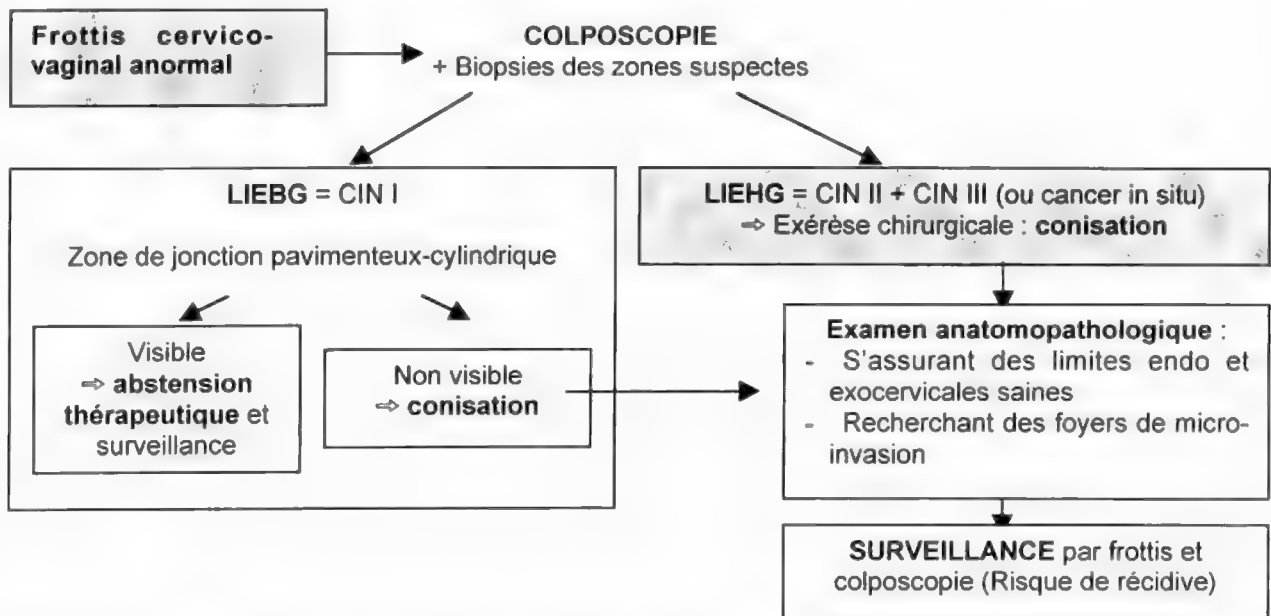 Frottis cervico-
vaginal anormal
COLPOSCOPIE
+ Biopsies des zones suspectes
LIEBG = CIN I
Zone de jonction pavimenteux-cylindrique
Visible
⇨ abstension
thérapeutique et
surveillance
Non visible
⇨ conisation
LIEHG = CIN II + CIN III (ou cancer in situ)
⇨ Exérèse chirurgicale : conisation
Examen anatomopathologique :
- S'assurant des limites endo et
exocervicales saines
- Recherchant des foyers de micro-
invasion
SURVEILLANCE par frottis et
colposcopie (Risque de récidive)